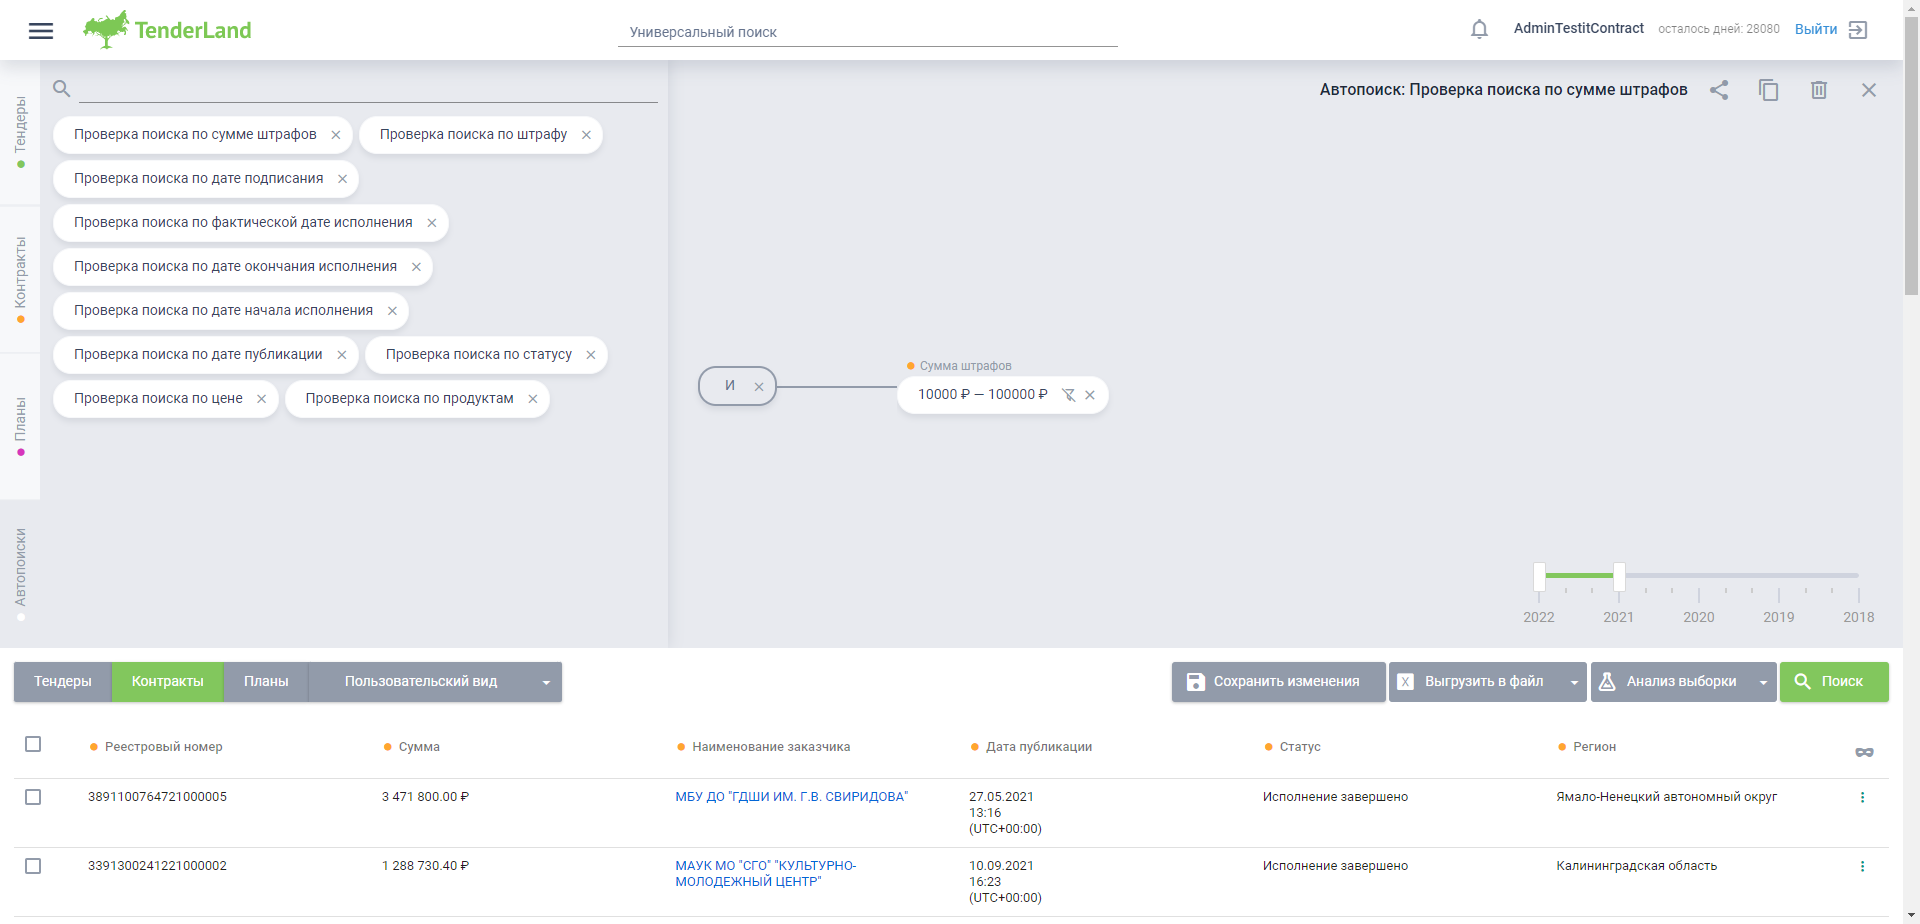 TenderLand
Универсальный поиск
AdminTestitContract
осталось дней: 28080
Выйти
Тендеры
Контракты
Планы
Автопоиски
Проверка поиска по сумме штрафов
Проверка поиска по штрафу
Проверка поиска по дате подписания
Проверка поиска по фактической дате исполнения
Проверка поиска по дате окончания исполнения
Проверка поиска по дате начала исполнения
Проверка поиска по дате публикации
Проверка поиска по статусу
Проверка поиска по цене
Проверка поиска по продуктам
Автопоиск: Проверка поиска по сумме штрафов
И
Сумма штрафов
10000 ₽ — 100000 ₽
2022 2021 2020 2019 2018
Тендеры
Контракты
Планы
Пользовательский вид
Сохранить изменения
X Выгрузить в файл
Анализ выборки
Поиск
Реестровый номер
Сумма
Наименование заказчика
Дата публикации
Статус
Регион
3891100764721000005
3 471 800.00 ₽
МБУ ДО "ГДШИ ИМ. Г.В. СВИРИДОВА"
27.05.2021
13:16
(UTC+00:00)
Исполнение завершено
Ямало-Ненецкий автономный округ
3391300241221000002
1 288 730.40 ₽
МАУК МО "СГО" "КУЛЬТУРНО-
МОЛОДЕЖНЫЙ ЦЕНТР"
10.09.2021
16:23
(UTC+00:00)
Исполнение завершено
Калининградская область